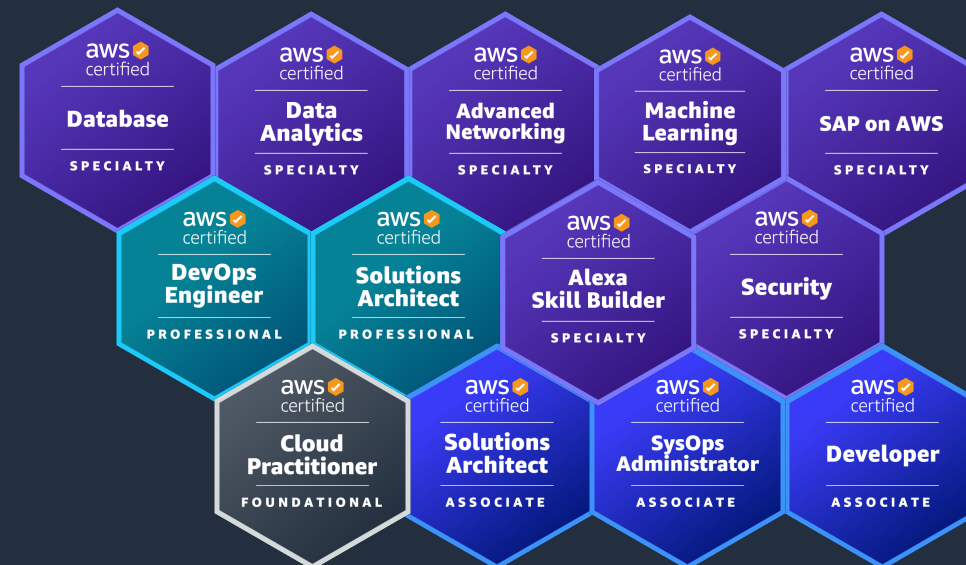 aws
certified
Database
SPECIALTY
aws
certified
Data
Analytics
SPECIALTY
aws
certified
Advanced
Networking
SPECIALTY
aws
certified
Machine
Learning
SPECIALTY
aws
certified
SAP on AWS
SPECIALTY
aws
certified
DevOps
Engineer
PROFESSIONAL
aws
certified
Solutions
Architect
PROFESSIONAL
aws
certified
Alexa
Skill Builder
SPECIALTY
aws
certified
Security
SPECIALTY
aws
certified
Cloud
Practitioner
FOUNDATIONAL
aws
certified
Solutions
Architect
ASSOCIATE
aws
certified
SysOps
Administrator
ASSOCIATE
aws
certified
Developer
ASSOCIATE